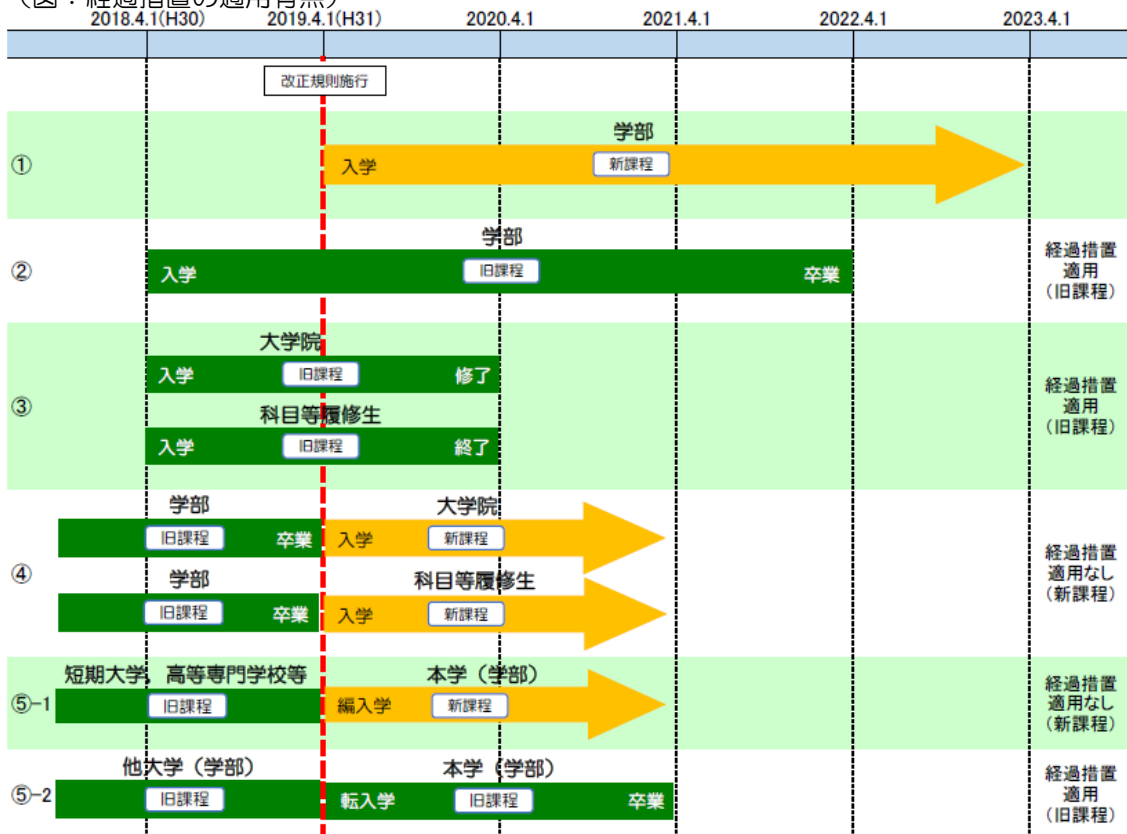 (図:経過措置の適用有無)
2018.4.1(H30) 2019.4.1(H31) 2020.4.1 2021.4.1 2022.4.1 2023.4.1
改正規則施行
学部
① 入学 新課程
学部
② 入学 旧課程 卒業
経過措置
適用
(旧課程)
大学院
入学 旧課程 修了
③
科目等履修生
入学 旧課程 終了
経過措置
適用
(旧課程)
学部 大学院
旧課程 卒業 入学 新課程
④
学部 科目等履修生
旧課程 卒業 入学 新課程
経過措置
適用なし
(新課程)
短期大学、高等専門学校等 本学(学部)
⑤-1 旧課程 編入学 新課程
経過措置
適用なし
(新課程)
他大学(学部) 本学(学部)
⑤-2 旧課程 転入学 旧課程 卒業
経過措置
適用
(旧課程)